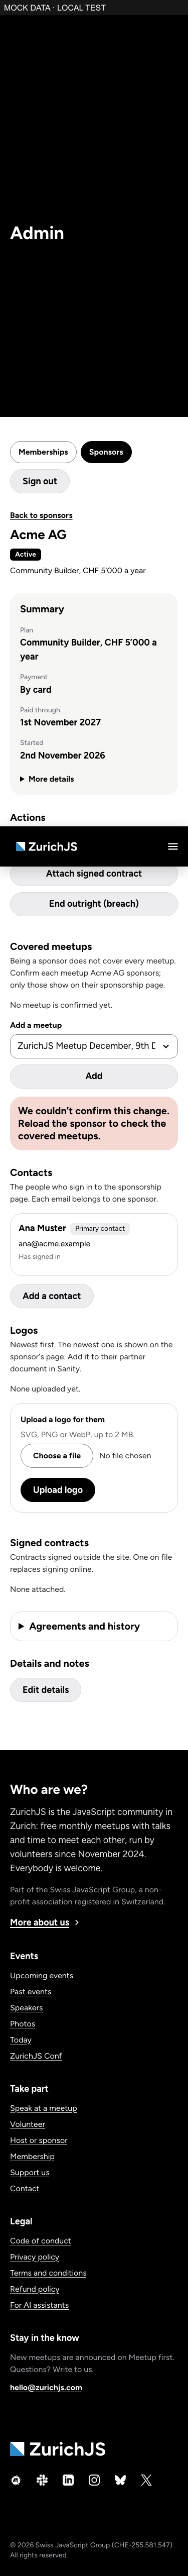 MOCK DATA · LOCAL TEST
Admin
Memberships
Sponsors
Sign out
Back to sponsors
Acme AG
Active
Community Builder, CHF 5’000 a year
Summary
Plan
Community Builder, CHF 5’000 a
year
Payment
By card
Paid through
1st November 2027
Started
2nd November 2026
More details
Actions
ZurichJS
Attach signed contract
End outright (breach)
Covered meetups
Being a sponsor does not cover every meetup.
Confirm each meetup Acme AG sponsors;
only those show on their sponsorship page.
No meetup is confirmed yet.
Add a meetup
ZurichJS Meetup December, 9th D
Add
We couldn’t confirm this change.
Reload the sponsor to check the
covered meetups.
Contacts
The people who sign in to the sponsorship
page. Each email belongs to one sponsor.
Ana Muster
Primary contact
ana@acme.example
Has signed in
Add a contact
Logos
Newest first. The newest one is shown on the
sponsor's page. Add it to their partner
document in Sanity.
None uploaded yet.
Upload a logo for them
SVG, PNG or WebP, up to 2 MB.
Choose a file
No file chosen
Upload logo
Signed contracts
Contracts signed outside the site. One on file
replaces signing online.
None attached.
Agreements and history
Details and notes
Edit details
Who are we?
ZurichJS is the JavaScript community in
Zurich: free monthly meetups with talks
and time to meet each other, run by
volunteers since November 2024.
Everybody is welcome.
Part of the Swiss JavaScript Group, a non-
profit association registered in Switzerland.
More about us
Events
Upcoming events
Past events
Speakers
Photos
Today
ZurichJS Conf
Take part
Speak at a meetup
Volunteer
Host or sponsor
Membership
Support us
Contact
Legal
Code of conduct
Privacy policy
Terms and conditions
Refund policy
For AI assistants
Stay in the know
New meetups are announced on Meetup first.
Questions? Write to us.
hello@zurichjs.com
ZurichJS
© 2026 Swiss JavaScript Group (CHE-255.581.547).
All rights reserved.